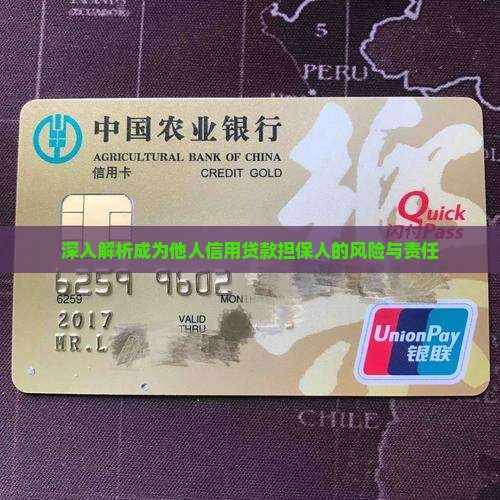 5
PERU
中国农业银行
AGRICULTURAL BANK OF CHINA
信用卡 CREDIT GOLD
Quick
闪付Pass
深入解析成为他人信用贷款担保人的风险与责任
6259 9602
6259 MON
2017 VALID
THRU
MR.L
UnionPay
银联
CHILE